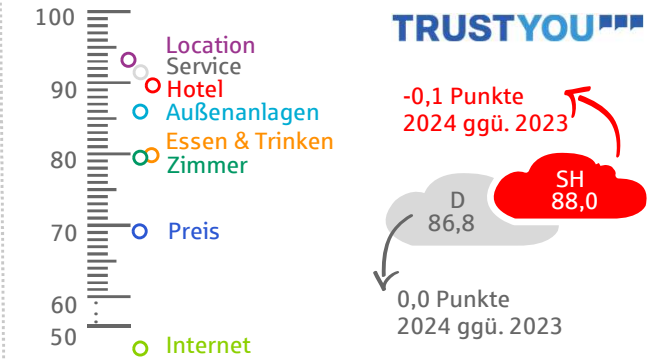 100
90
80
70
60
50
Location
Service
Hotel
Außenanlagen
Essen & Trinken
Zimmer
Preis
Internet
TRUSTYOU
-0,1 Punkte
2024 ggü. 2023
SH
88,0
D
86,8
0,0 Punkte
2024 ggü. 2023